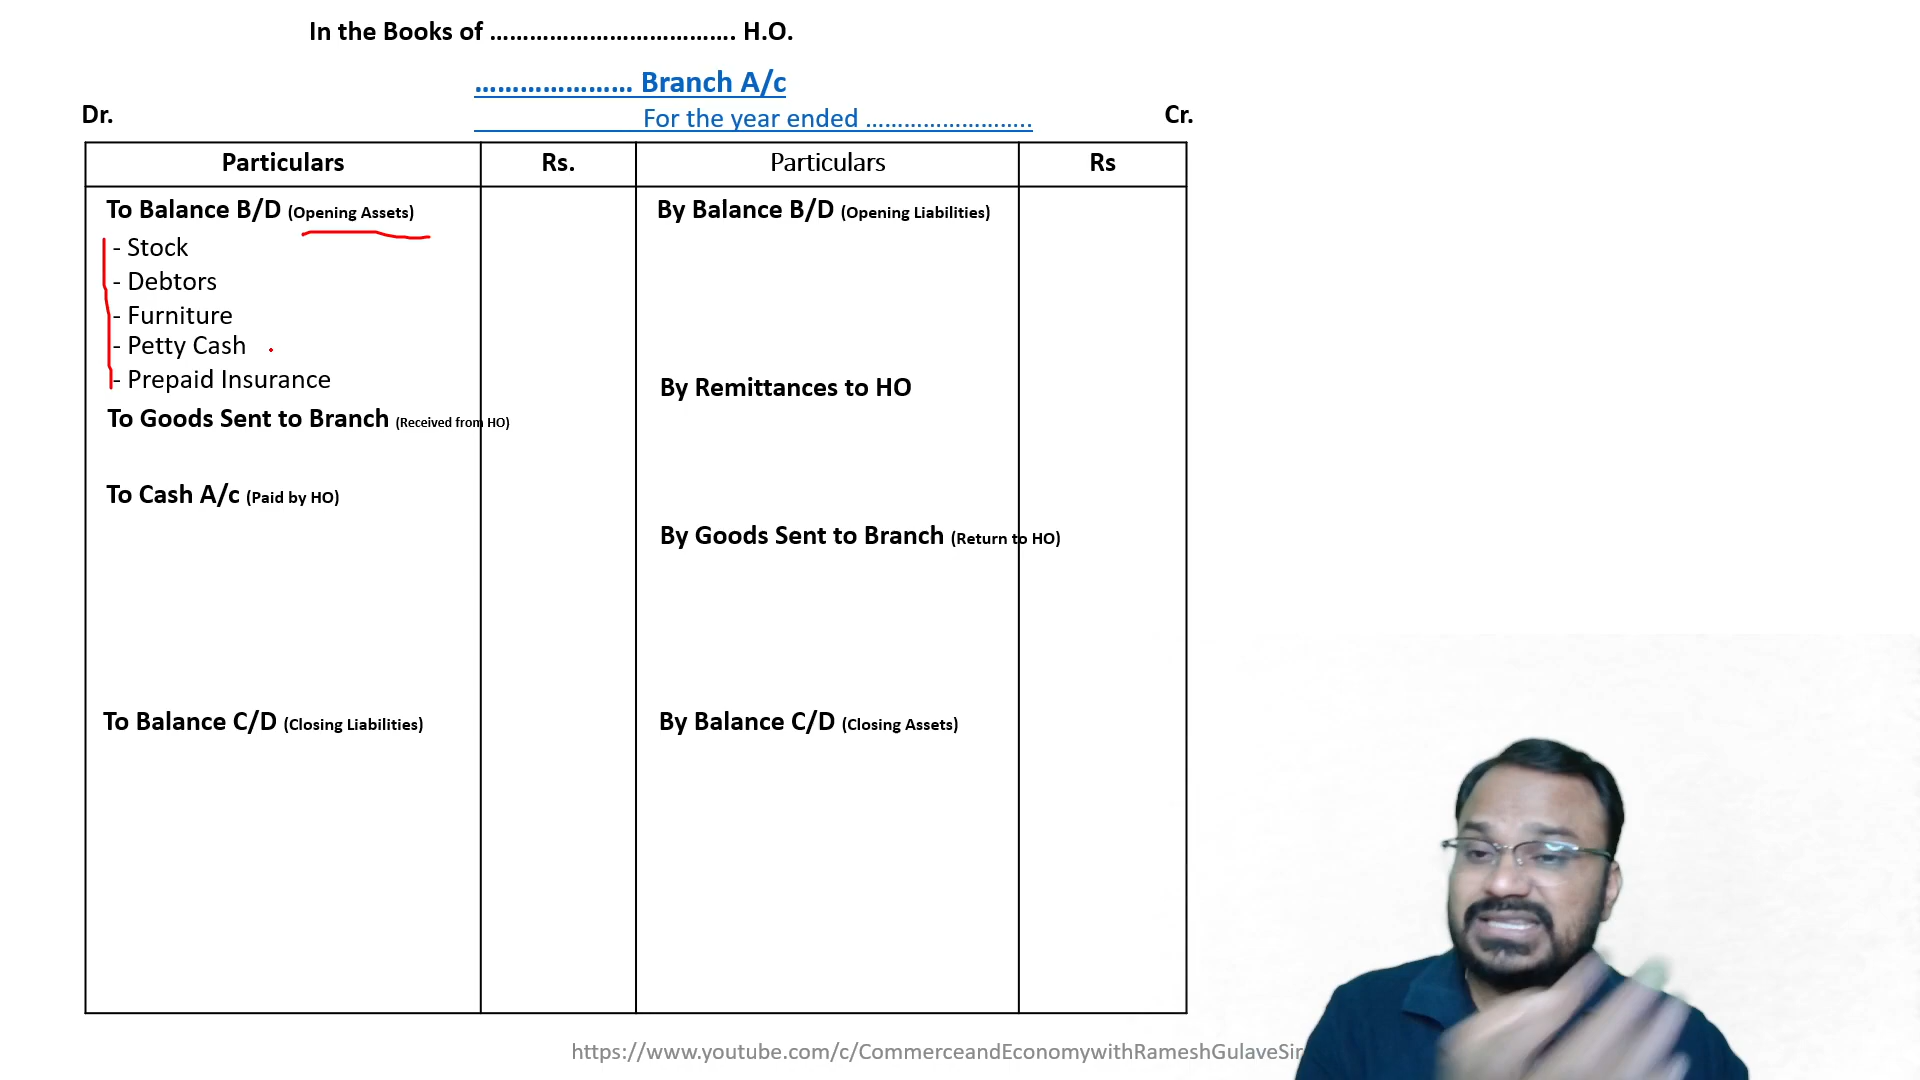 In the Books of ………………………………. H.O.
………………… Branch A/c
For the year ended ……………………..
Dr.
Cr.
Particulars Rs. Particulars Rs
To Balance B/D (Opening Assets)
- Stock
- Debtors
- Furniture
- Petty Cash
- Prepaid Insurance
To Goods Sent to Branch (Received from HO)
To Cash A/c (Paid by HO)
To Balance C/D (Closing Liabilities)
By Balance B/D (Opening Liabilities)
By Remittances to HO
By Goods Sent to Branch (Return to HO)
By Balance C/D (Closing Assets)
https://www.youtube.com/c/CommerceandEconomywithRameshGulaveSir